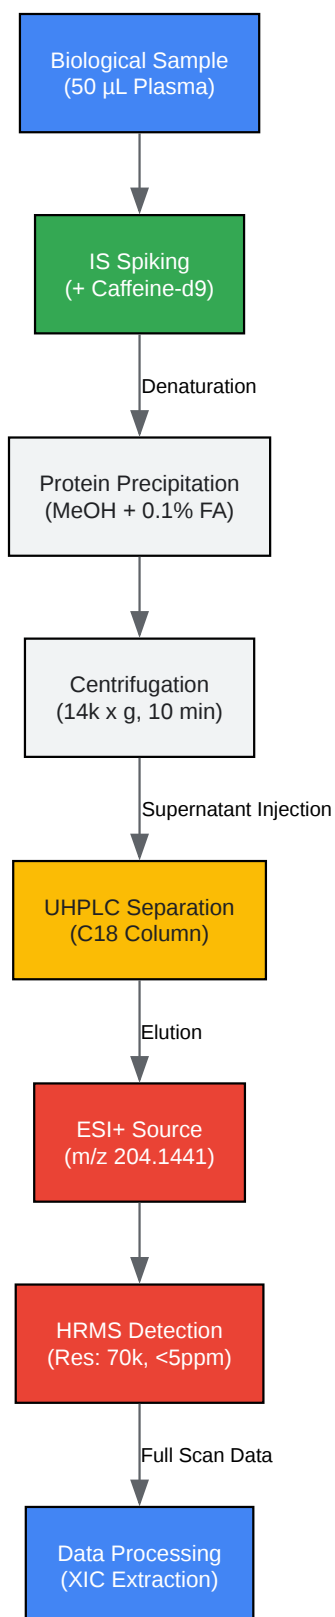 Biological Sample
(50 µL Plasma)
IS Spiking
(+ Caffeine-d9)
Denaturation
Protein Precipitation
(MeOH + 0.1% FA)
Centrifugation
(14k x g, 10 min)
Supernatant Injection
UHPLC Separation
(C18 Column)
Elution
ESI+ Source
(m/z 204.1441)
HRMS Detection
(Res: 70k, <5ppm)
Full Scan Data
Data Processing
(XIC Extraction)